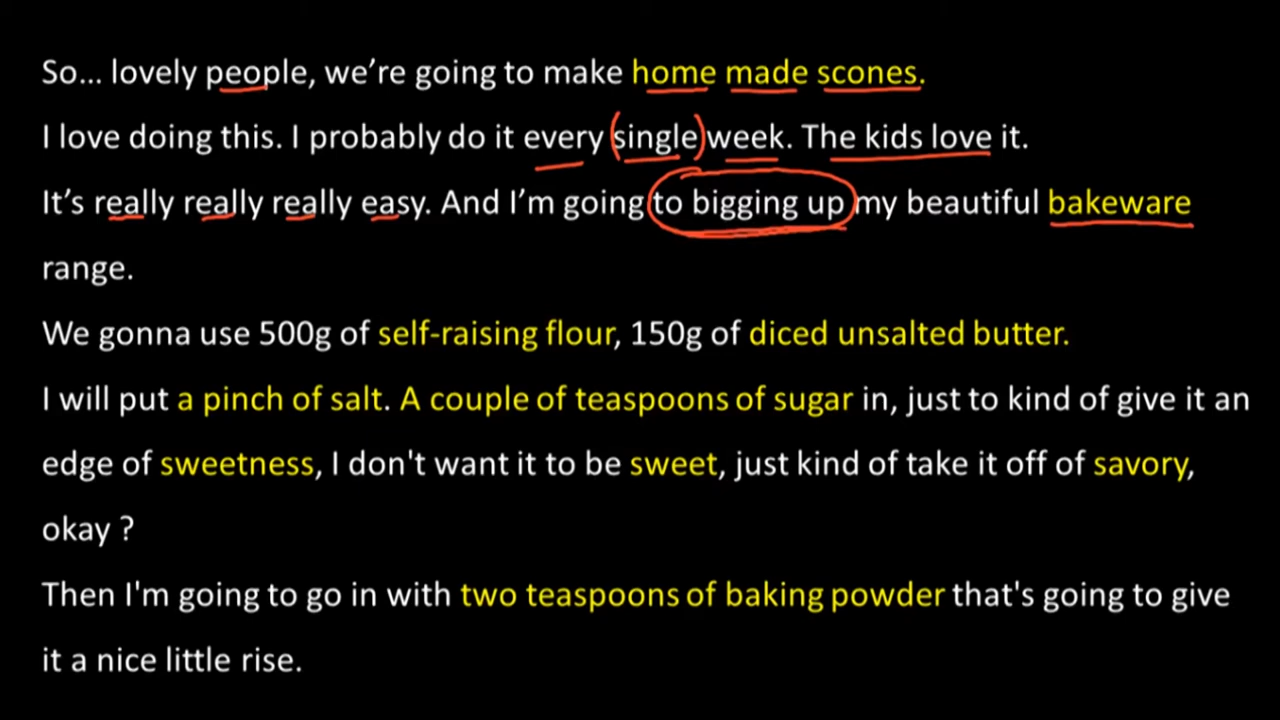 So... lovely people, we're going to make home made scones.
I love doing this. I probably do it every single week. The kids love it.
It's really really really easy. And I'm going to bigging up my beautiful bakeware
range.
We gonna use 500g of self-raising flour, 150g of diced unsalted butter.
I will put a pinch of salt. A couple of teaspoons of sugar in, just to kind of give it an
edge of sweetness, I don't want it to be sweet, just kind of take it off of savory,
okay ?
Then I'm going to go in with two teaspoons of baking powder that's going to give
it a nice little rise.